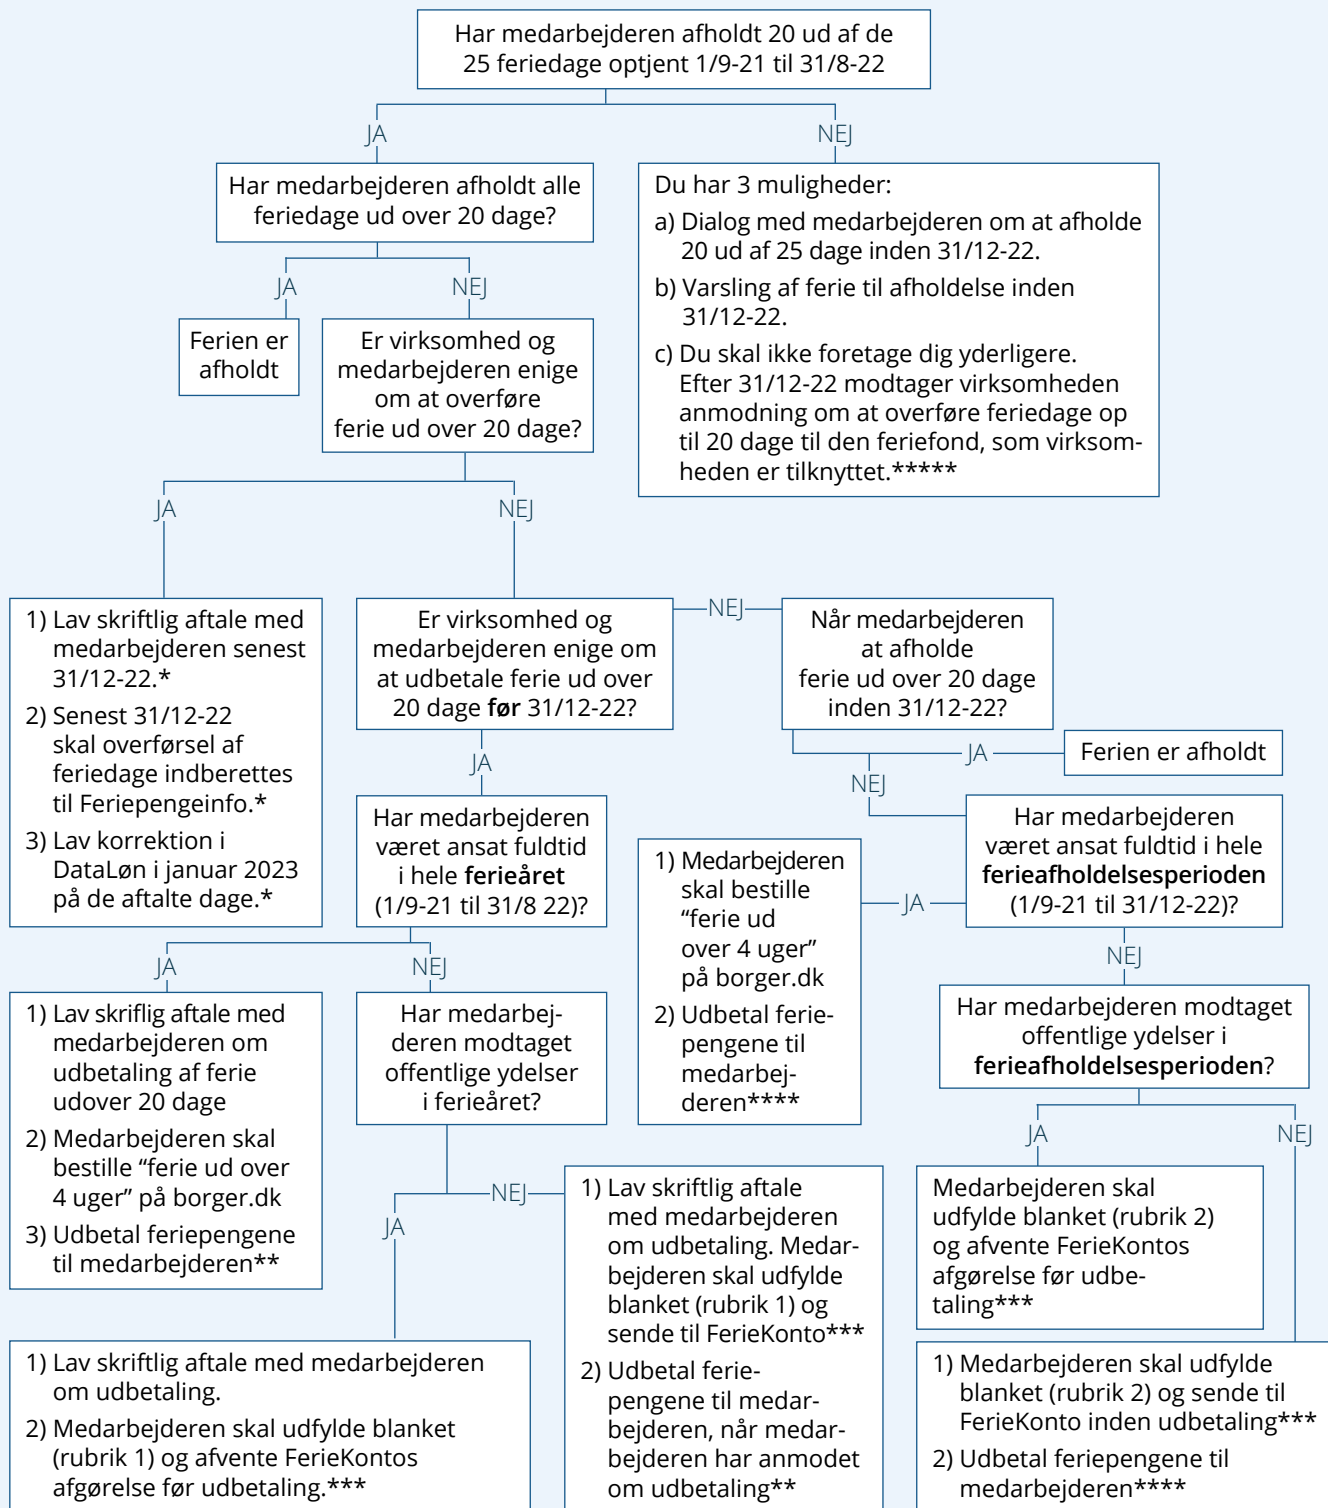 Har medarbejderen afholdt 20 ud af de
25 feriedage optjent 1/9-21 til 31/8-22
JA
NEJ
Har medarbejderen afholdt alle
feriedage ud over 20 dage?
Du har 3 muligheder:
a) Dialog med medarbejderen om at afholde
20 ud af 25 dage inden 31/12-22.
b) Varsling af ferie til afholdelse inden
31/12-22.
c) Du skal ikke foretage dig yderligere.
Efter 31/12-22 modtager virksomheden
anmodning om at overføre feriedage op
til 20 dage til den feriefond, som virksom-
heden er tilknyttet.*****
JA
NEJ
Ferien er
afholdt
Er virksomhed og
medarbejderen enige
om at overføre
ferie ud over 20 dage?
JA
NEJ
1) Lav skriftlig aftale med
medarbejderen senest
31/12-22.*
2) Senest 31/12-22
skal overførsel af
feriedage indberettes
til Feriepengeinfo.*
3) Lav korrektion i
DataLøn i januar 2023
på de aftalte dage.*
Er virksomhed og
medarbejderen enige om
at udbetale ferie ud over
20 dage før 31/12-22?
NEJ
Når medarbejderen
at afholde
ferie ud over 20 dage
inden 31/12-22?
JA
JA
Ferien er afholdt
NEJ
Har medarbejderen
været ansat fuldtid
i hele ferieåret
(1/9-21 til 31/8 22)?
Har medarbejderen
været ansat fuldtid i hele
ferieafholdelsesperioden
(1/9-21 til 31/12-22)?
JA
1) Medarbejderen
skal bestille
“ferie ud
over 4 uger”
på borger.dk
2) Udbetal ferie-
pengene til
medarbej-
deren****
NEJ
JA
NEJ
1) Lav skriflig aftale med
medarbejderen om
udbetaling af ferie
udover 20 dage
2) Medarbejderen skal
bestille “ferie ud over
4 uger” på borger.dk
3) Udbetal feriepengene
til medarbejderen**
Har medarbej-
deren modtaget
offentlige ydelser
i ferieåret?
Har medarbejderen modtaget
offentlige ydelser i
ferieafholdelsesperioden?
JA
NEJ
JA
NEJ
1) Lav skriftlig aftale
med medarbejderen
om udbetaling. Medar-
bejderen skal udfylde
blanket (rubrik 1) og
sende til FerieKonto***
2) Udbetal ferie-
pengene til medar-
bejderen, når medar-
bejderen har anmodet
om udbetaling**
Medarbejderen skal
udfylde blanket (rubrik 2)
og afvente FerieKontos
afgørelse før udbe-
taling***
1) Lav skriftlig aftale med medarbejderen
om udbetaling.
2) Medarbejderen skal udfylde blanket
(rubrik 1) og afvente FerieKontos
afgørelse før udbetaling.***
1) Medarbejderen skal udfylde
blanket (rubrik 2) og sende til
FerieKonto inden udbetaling***
2) Udbetal feriepengene til
medarbejderen****